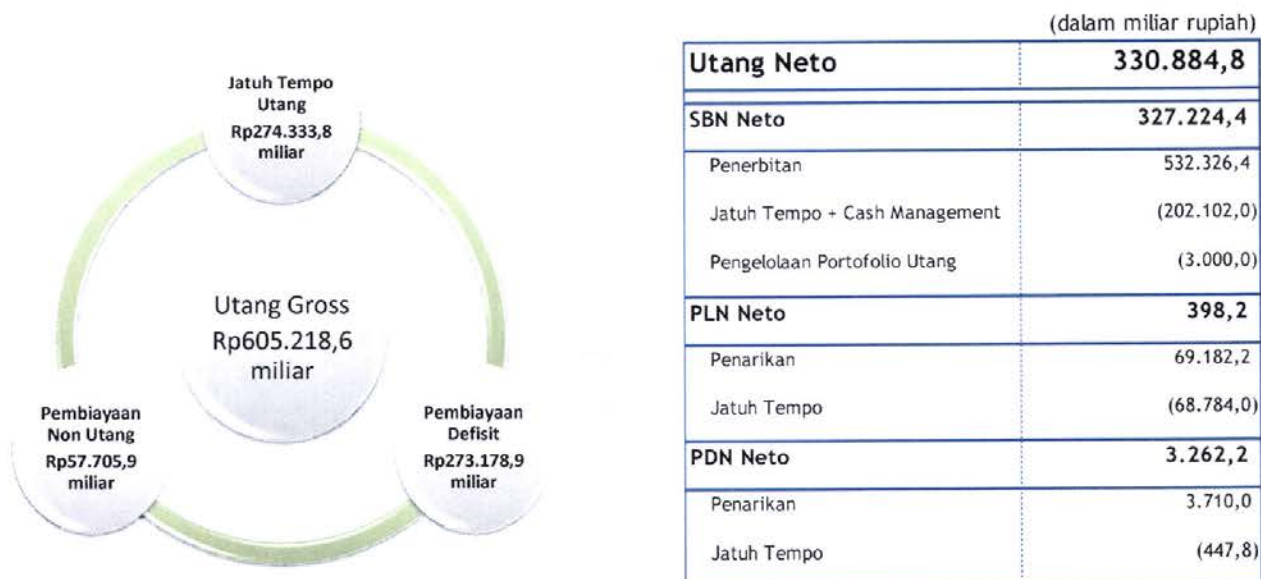 Jatuh Tempo
Utang
Rp274.333,8
miliar
Utang Gross
Rp605.218,6
miliar
Pembiayaan
Non Utang
Rp57.705,9
miliar
Pembiayaan
Defisit
Rp273.178,9
miliar
(dalam miliar rupiah)
Utang Neto 330.884,8
SBN Neto 327.224,4
Penerbitan 532.326,4
Jatuh Tempo + Cash Management (202.102,0)
Pengelolaan Portofolio Utang (3.000,0)
PLN Neto 398,2
Penarikan 69.182,2
Jatuh Tempo (68.784,0)
PDN Neto 3.262,2
Penarikan 3.710,0
Jatuh Tempo (447,8)